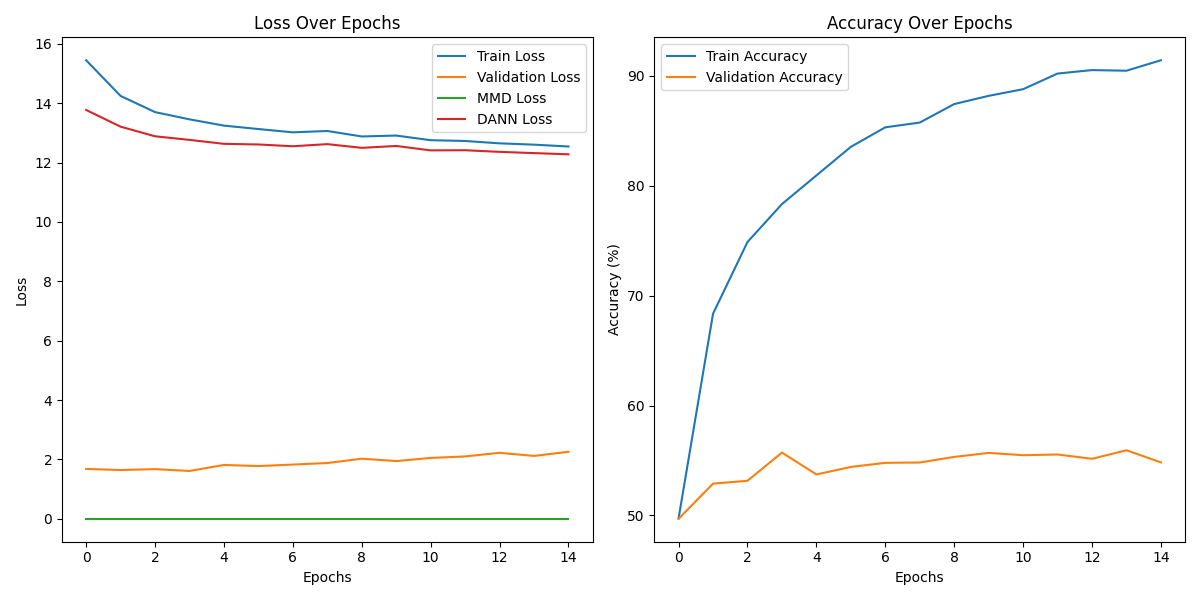 Loss Over Epochs
16
14
12
10
8
6
4
2
0
Loss
0 2 4 6 8 10 12 14
Epochs
Train Loss
Validation Loss
MMD Loss
DANN Loss
Accuracy Over Epochs
90
80
70
60
50
Accuracy (%)
0 2 4 6 8 10 12 14
Epochs
Train Accuracy
Validation Accuracy